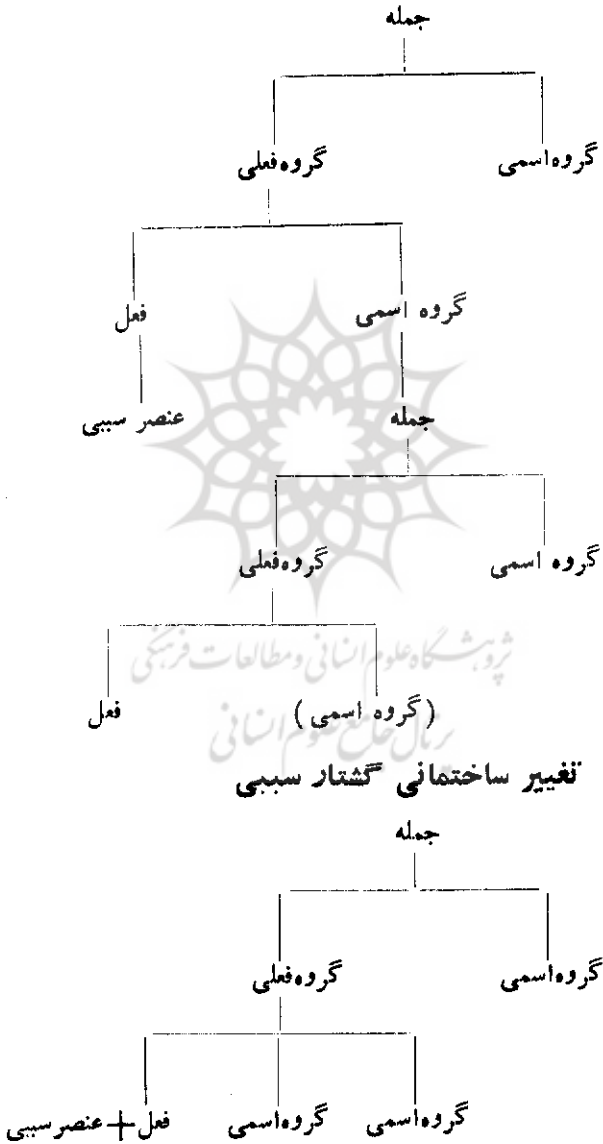 جمله
گروه‌اسمی گروه‌فعلی
گروه اسمی فعل
جمله عنصر سببی
گروه اسمی گروه‌فعلی
پژوهشگاه علوم انسانی و مطالعات فرهنگی
(گروه اسمی) فعل
پرتال جامع علوم انسانی
تغییر ساختمانی گشتار سببی
جمله
گروه‌اسمی گروه‌فعلی
گروه‌اسمی گروه‌اسمی فعل+عنصر سببی